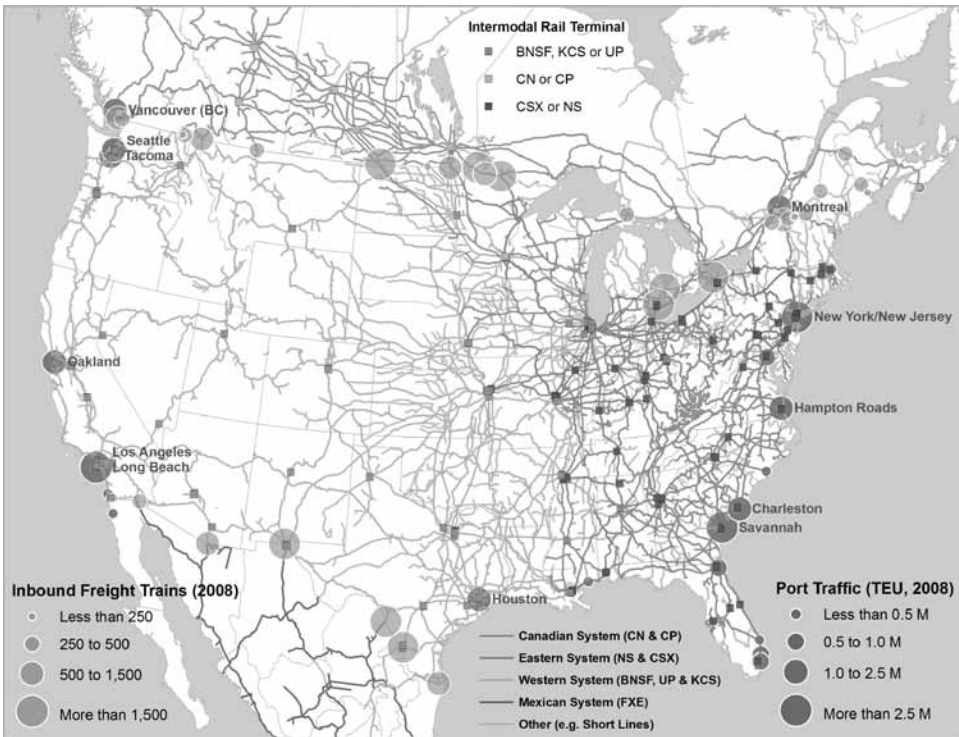 Intermodal Rail Terminal
BNSF, KCS or UP
CN or CP
CSX or NS
Vancouver (BC)
Seattle
Tacoma
Montreal
New York/New Jersey
Oakland
Hampton Roads
Los Angeles
Long Beach
Charleston
Savannah
Houston
Inbound Freight Trains (2008)
Less than 250
250 to 500
500 to 1,500
More than 1,500
Canadian System (CN & CP)
Eastern System (NS & CSX)
Western System (BNSF, UP & KCS)
Mexican System (FXE)
Other (e.g. Short Lines)
Port Traffic (TEU, 2008)
Less than 0.5 M
0.5 to 1.0 M
1.0 to 2.5 M
More than 2.5 M